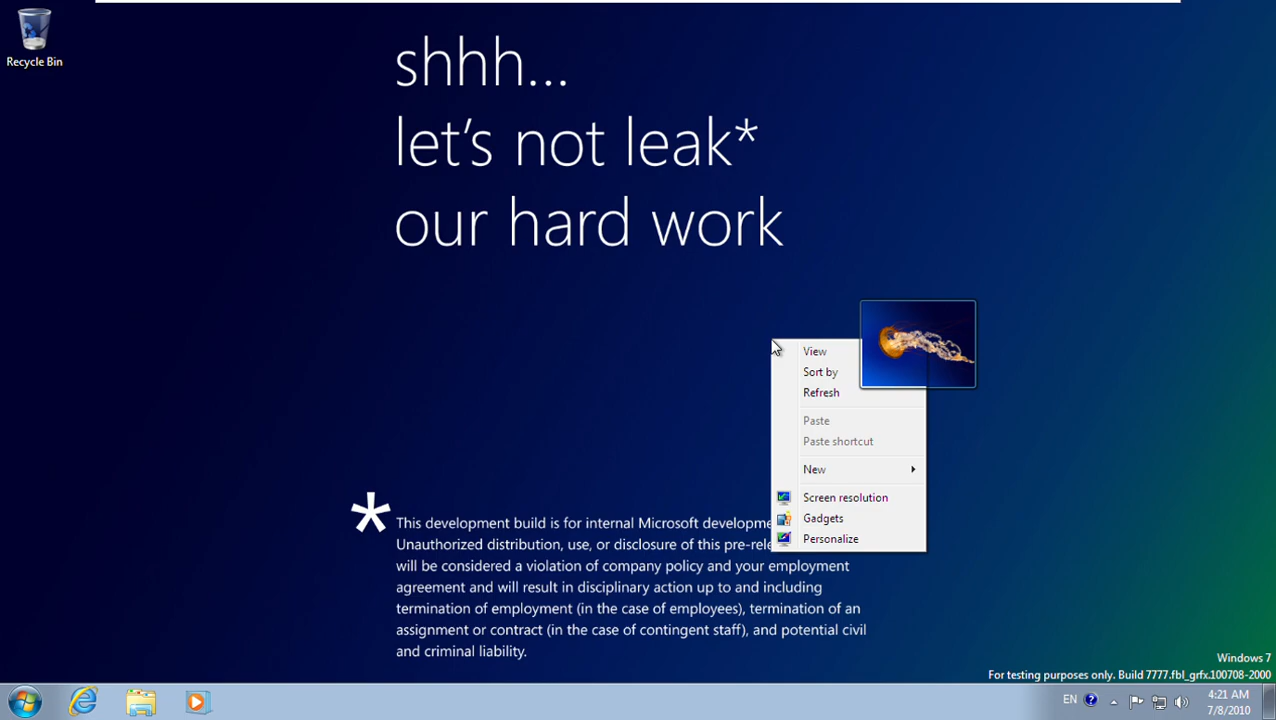 Recycle Bin
shhh...
let's not leak*
our hard work
View
Sort by
Refresh
Paste
Paste shortcut
New
Screen resolution
Gadgets
Personalize
* This development build is for internal Microsoft
Unauthorized distribution, use, or disclosure of this
will be considered a violation of company policy and your employment
agreement and will result in disciplinary action up to and including
termination of employment (in the case of employees), termination of an
assignment or contract (in the case of contingent staff), and potential civil
and criminal liability.
Windows 7
For testing purposes only. Build 7777.fbl_grfx.100708-2000
EN
4:21 AM
7/8/2010